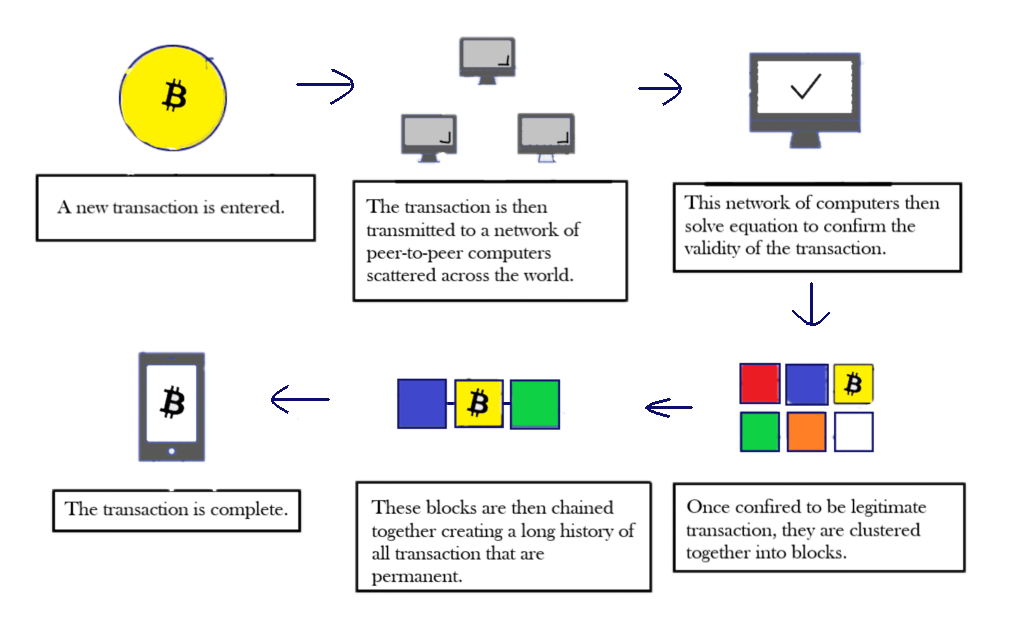 A new transaction is entered.
The transaction is then
transmitted to a network of
peer-to-peer computers
scattered across the world.
This network of computers then
solve equation to confirm the
validity of the transaction.
Once confired to be legitimate
transaction, they are clustered
together into blocks.
These blocks are then chained
together creating a long history of
all transaction that are
permanent.
The transaction is complete.